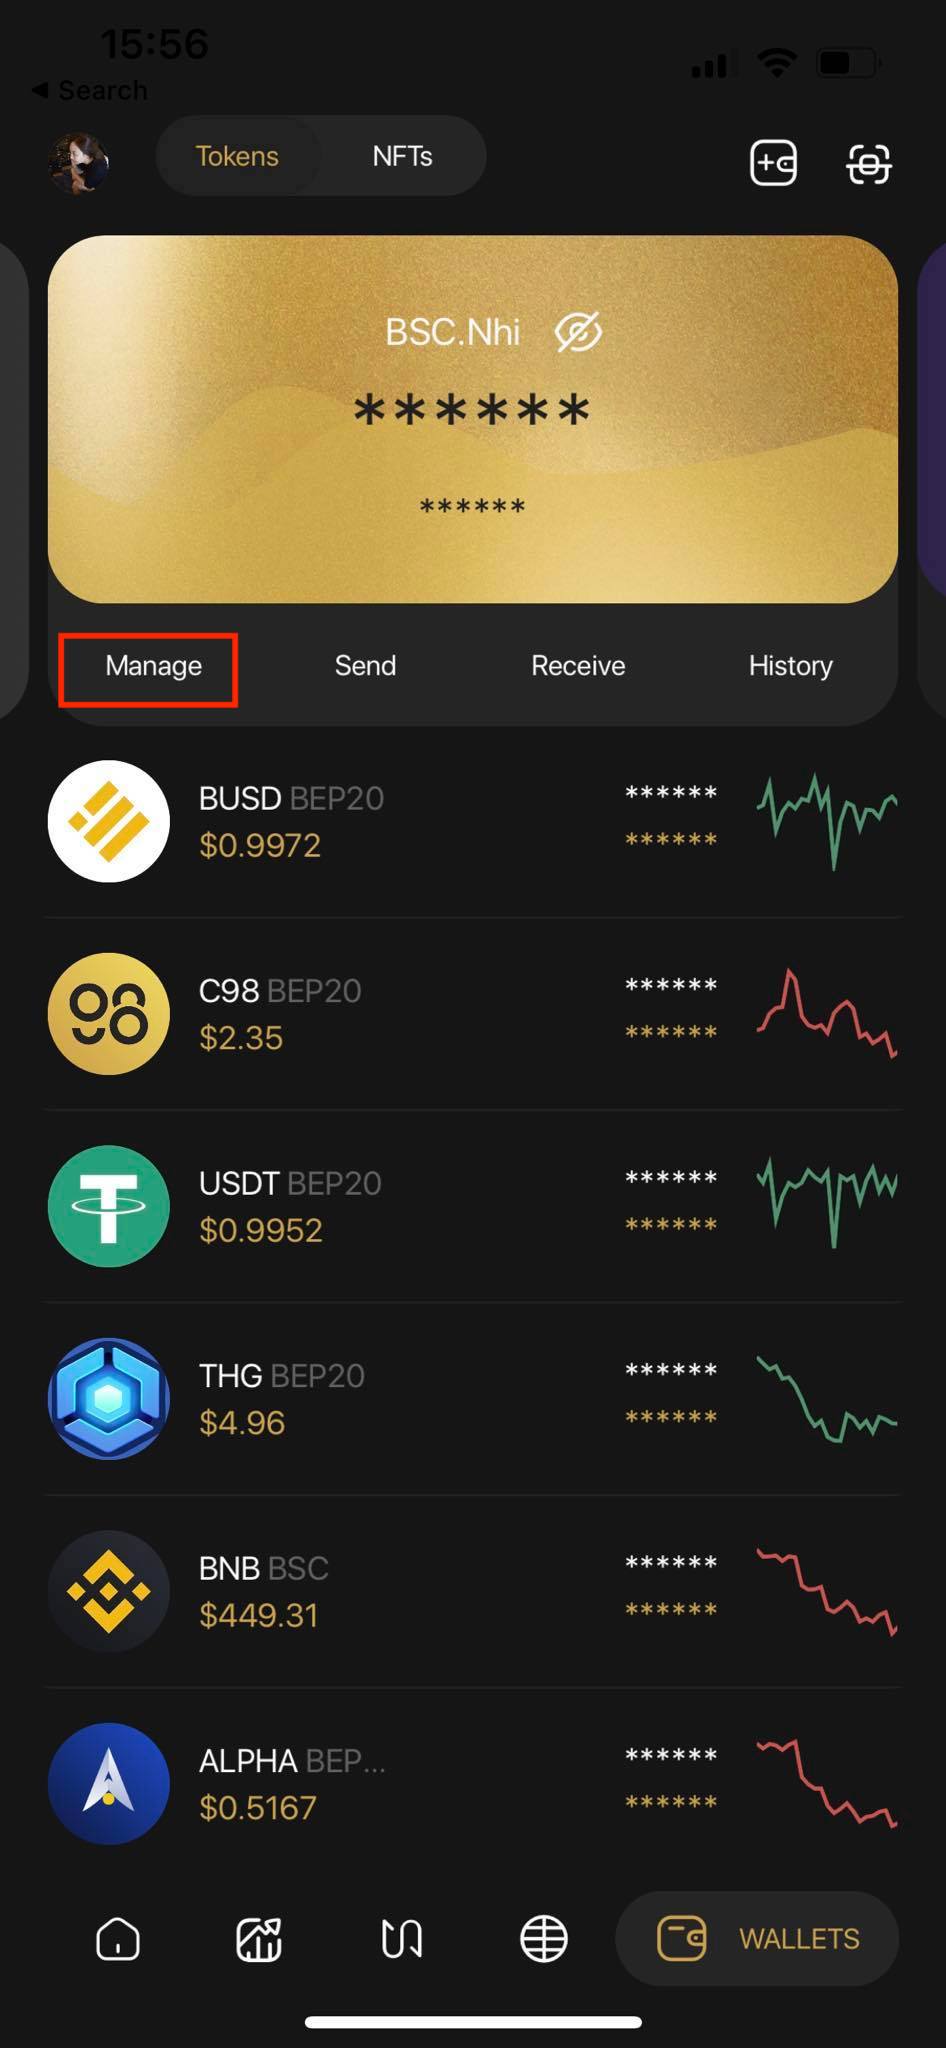 15:56
◀ Search
Tokens NFTs
BSC.Nhi
******
******
Manage Send Receive History
BUSD BEP20 ******
$0.9972 ******
C98 BEP20 ******
$2.35 ******
USDT BEP20 ******
$0.9952 ******
THG BEP20 ******
$4.96 ******
BNB BSC ******
$449.31 ******
ALPHA BEP... ******
$0.5167 ******
WALLETS